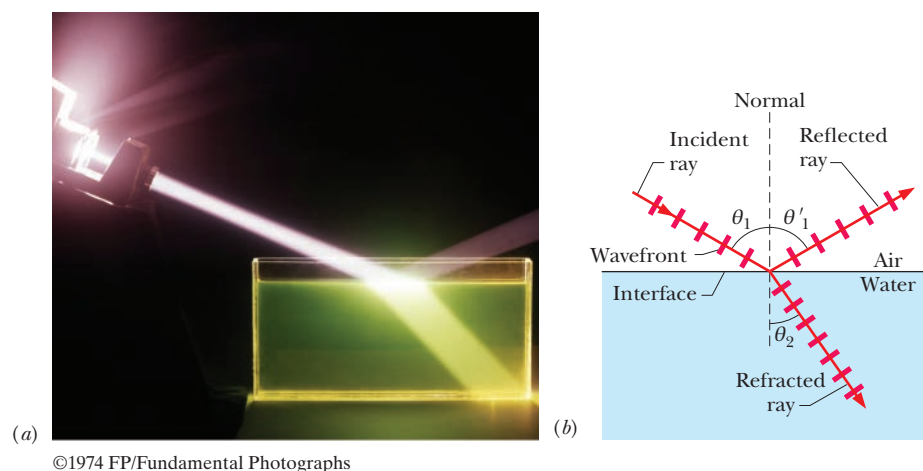 Normal
Incident
ray
Reflected
ray
θ1
θ′1
Wavefront
Air
Water
Interface
θ2
Refracted
ray
(a)
(b)
©1974 FP/Fundamental Photographs